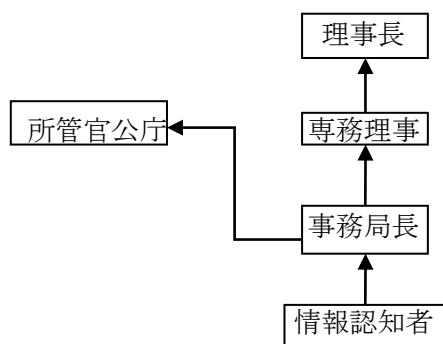 理事長
所管官公庁
専務理事
事務局長
情報認知者